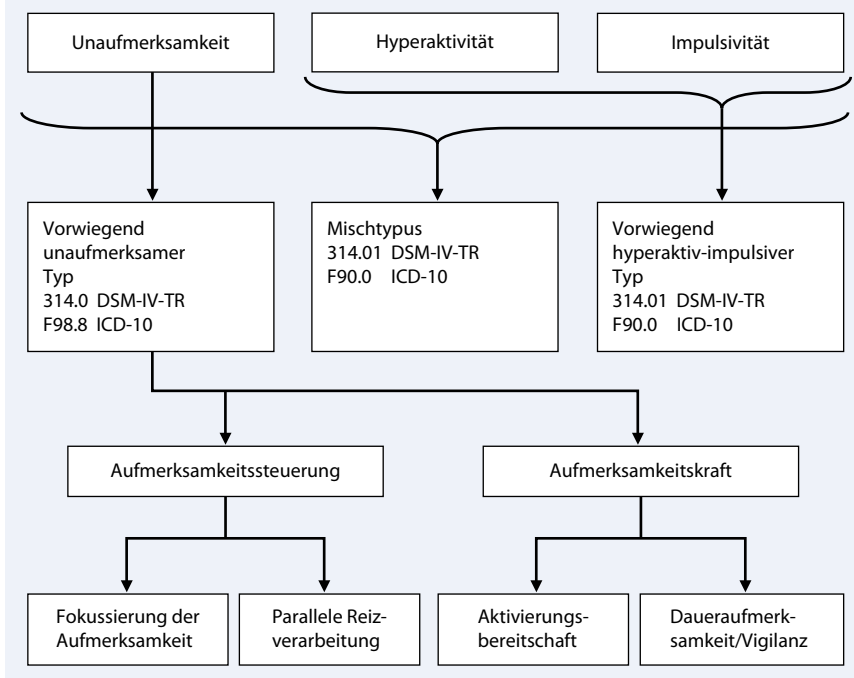 Unaufmerksamkeit
Hyperaktivität
Impulsivität
Vorwiegend
unaufmerksamer
Typ
314.0 DSM-IV-TR
F98.8 ICD-10
Mischtypus
314.01 DSM-IV-TR
F90.0 ICD-10
Vorwiegend
hyperaktiv-impulsiver
Typ
314.01 DSM-IV-TR
F90.0 ICD-10
Aufmerksamkeitssteuerung
Aufmerksamkeitskraft
Fokussierung der
Aufmerksamkeit
Parallele Reiz-
verarbeitung
Aktivierungs-
bereitschaft
Daueraufmerk-
samkeit/Vigilanz